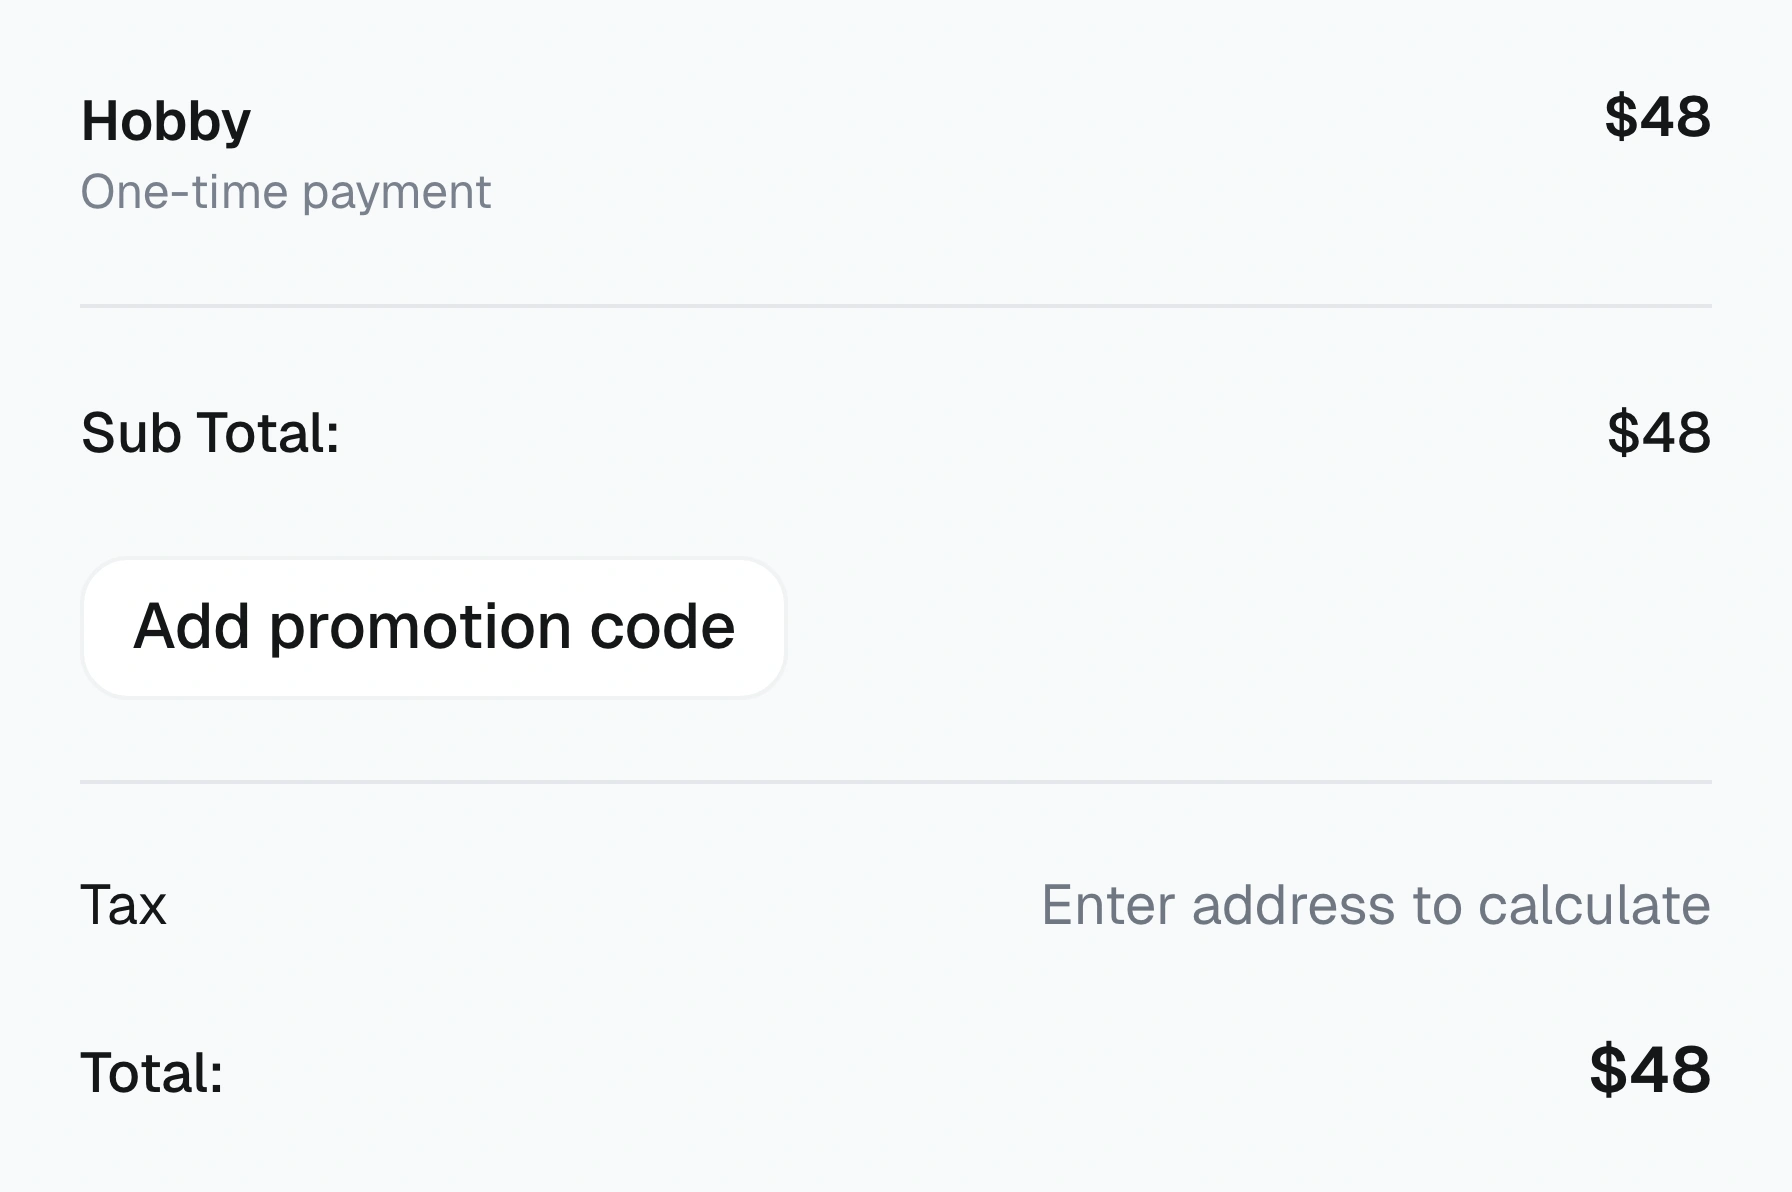 Hobby $48
One-time payment
Sub Total: $48
Add promotion code
Tax Enter address to calculate
Total: $48